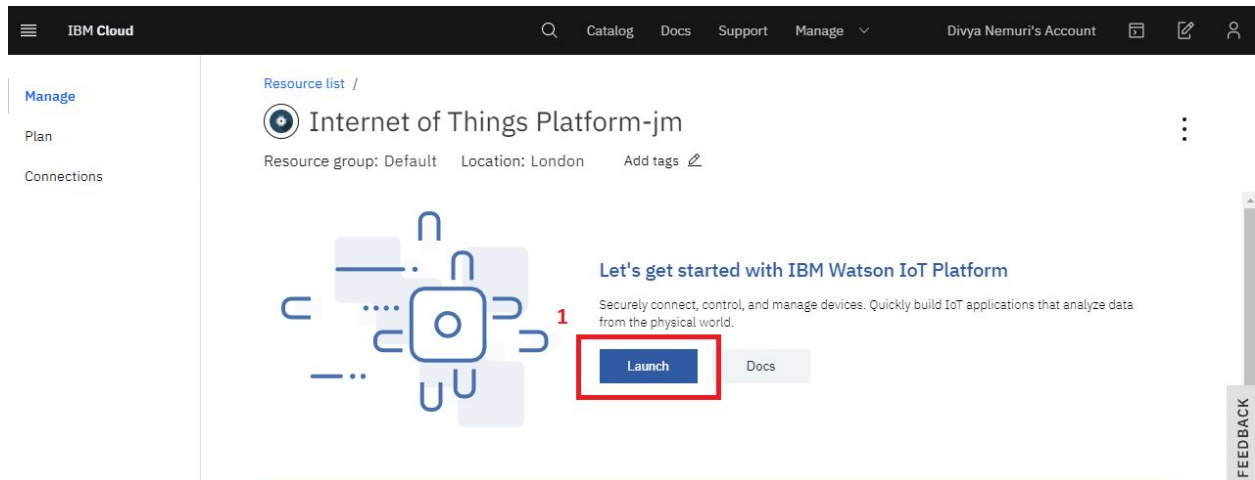 IBM Cloud
Catalog Docs Support Manage Divya Nemuri's Account
Manage
Plan
Connections
Resource list /
Internet of Things Platform-jm
Resource group: Default Location: London Add tags
Let's get started with IBM Watson IoT Platform
Securely connect, control, and manage devices. Quickly build IoT applications that analyze data
from the physical world.
1
Launch Docs
FEEDBACK